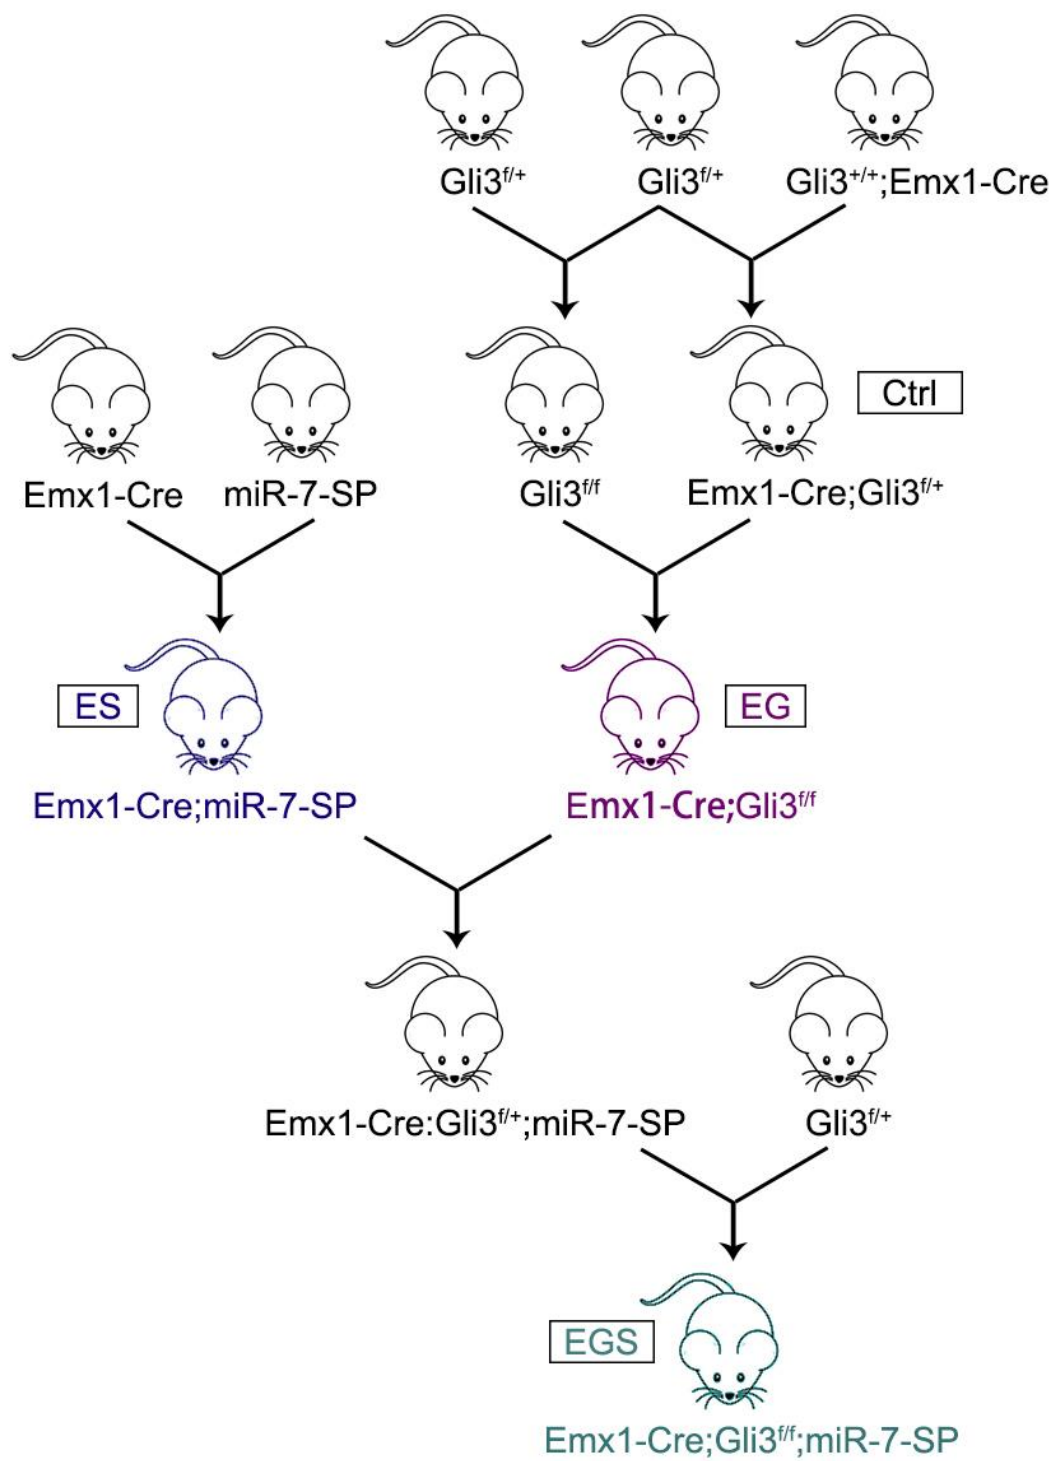 Gli3f/+ Gli3f/+ Gli3+/+;Emx1-Cre
Ctrl
Emx1-Cre miR-7-SP Gli3f/f Emx1-Cre;Gli3f/+
ES EG
Emx1-Cre;miR-7-SP Emx1-Cre;Gli3f/f
Emx1-Cre:Gli3f/+;miR-7-SP Gli3f/+
EGS
Emx1-Cre;Gli3f/f;miR-7-SP